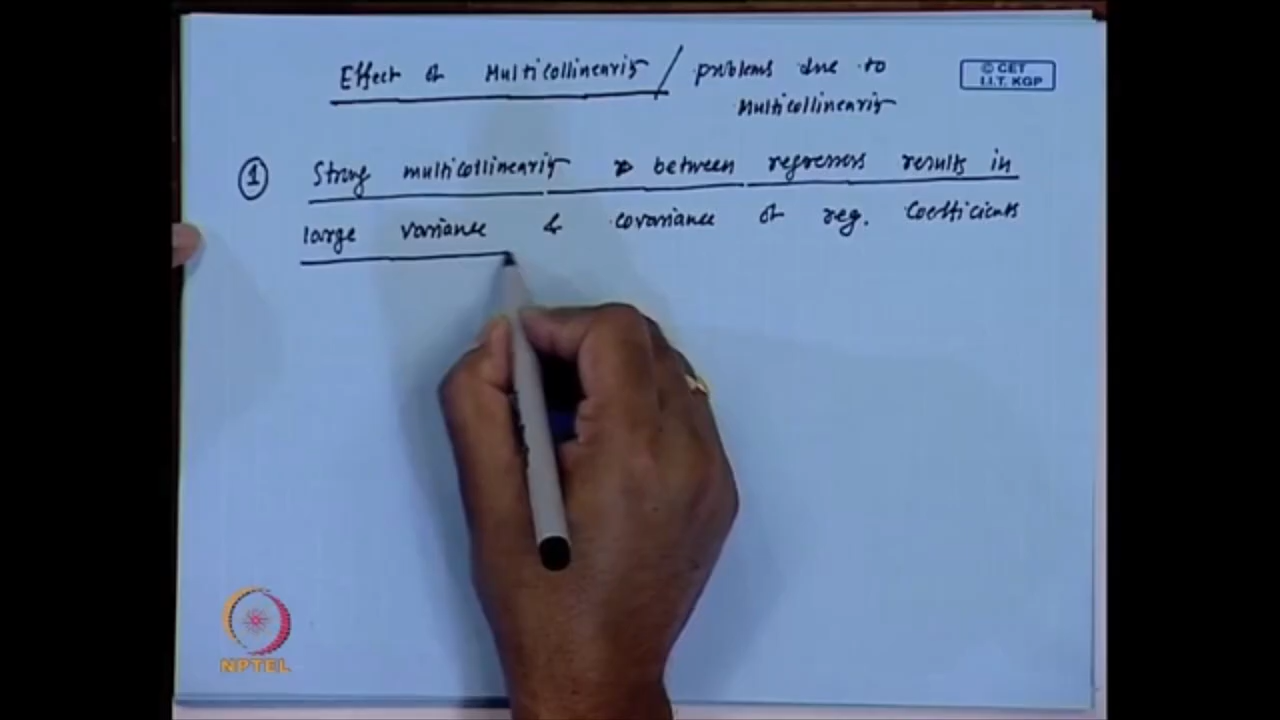 Effect of Multicollinearity / problems due to
Multicollinearity
© CET
I.I.T. KGP
① Strong multicollinearity between regressors results in
large variance & covariance of reg. coefficients
NPTEL